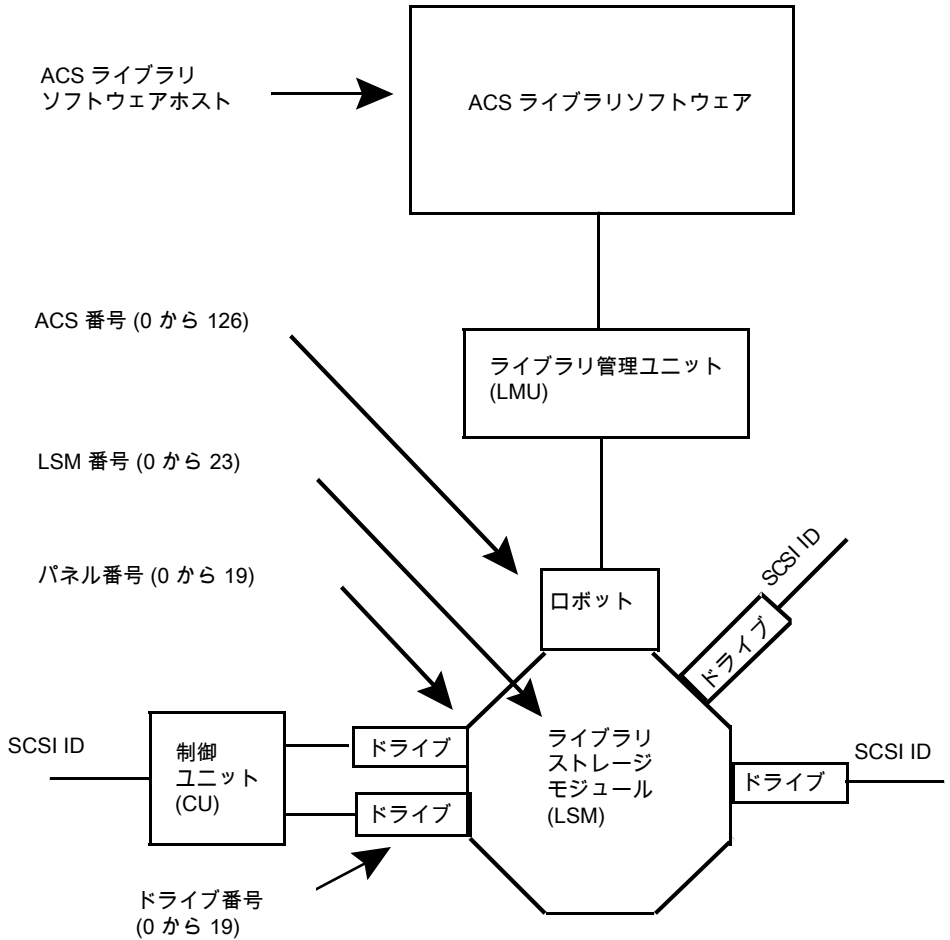 ACS ライブラリ
ソフトウェアホスト
ACS ライブラリソフトウェア
ACS 番号 (0 から 126)
ライブラリ管理ユニット
(LMU)
LSM 番号 (0 から 23)
パネル番号 (0 から 19)
ロボット
SCSI ID
ドライブ
SCSI ID
制御
ユニット
(CU)
ドライブ
ドライブ
ライブラリ
ストレージ
モジュール
(LSM)
ドライブ
SCSI ID
ドライブ番号
(0 から 19)